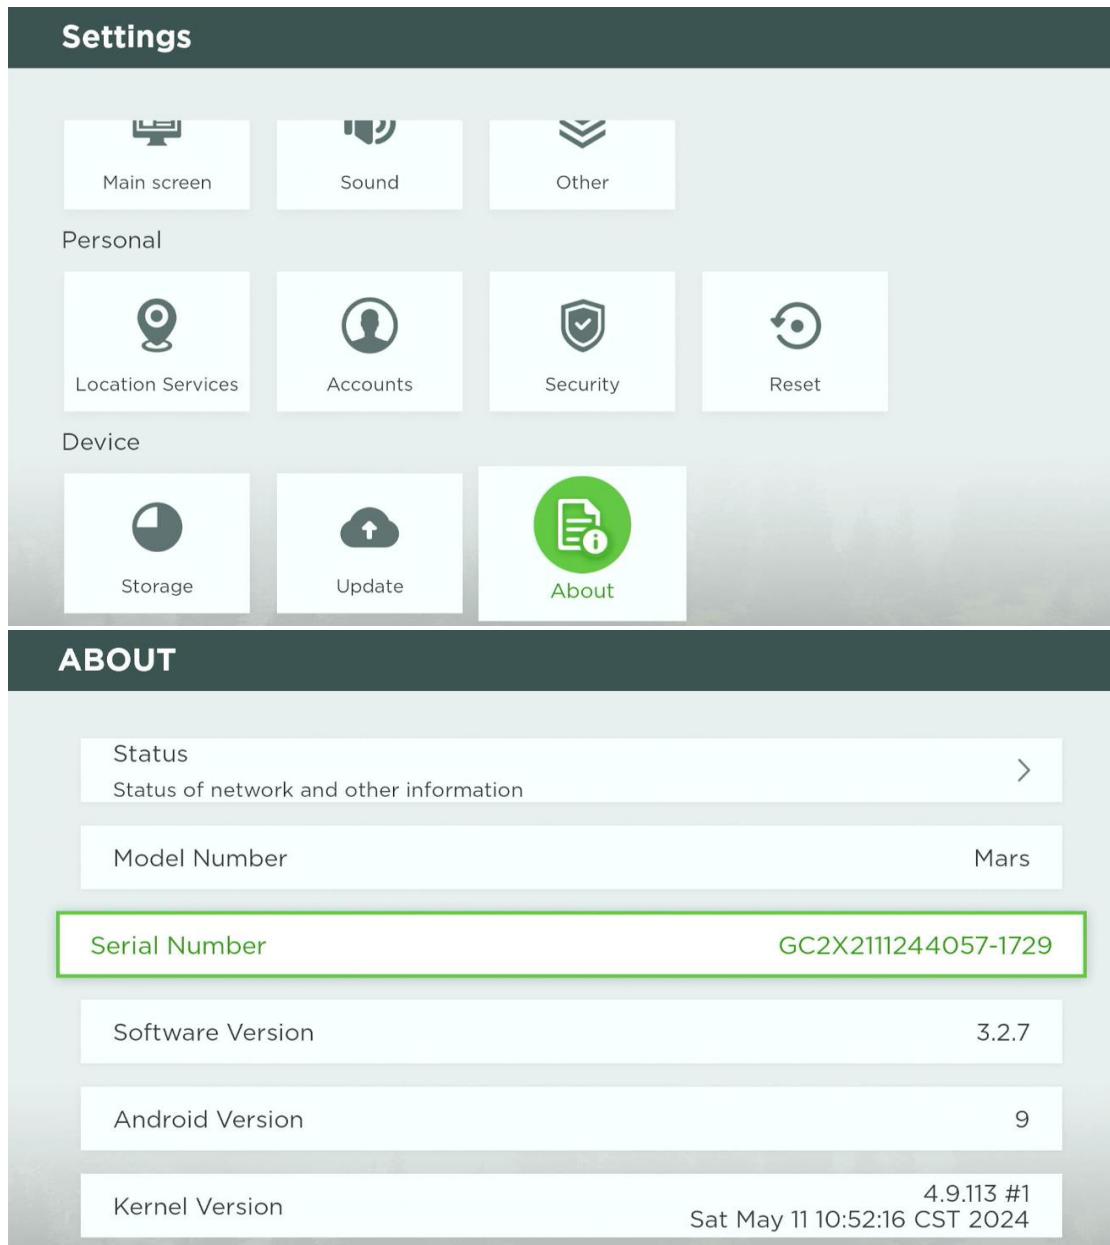 Settings
Main screen
Sound
Other
Personal
Location Services
Accounts
Security
Reset
Device
Storage
Update
About
ABOUT
Status
Status of network and other information
Model Number
Mars
Serial Number
GC2X2111244057-1729
Software Version
3.2.7
Android Version
9
Kernel Version
4.9.113 #1
Sat May 11 10:52:16 CST 2024